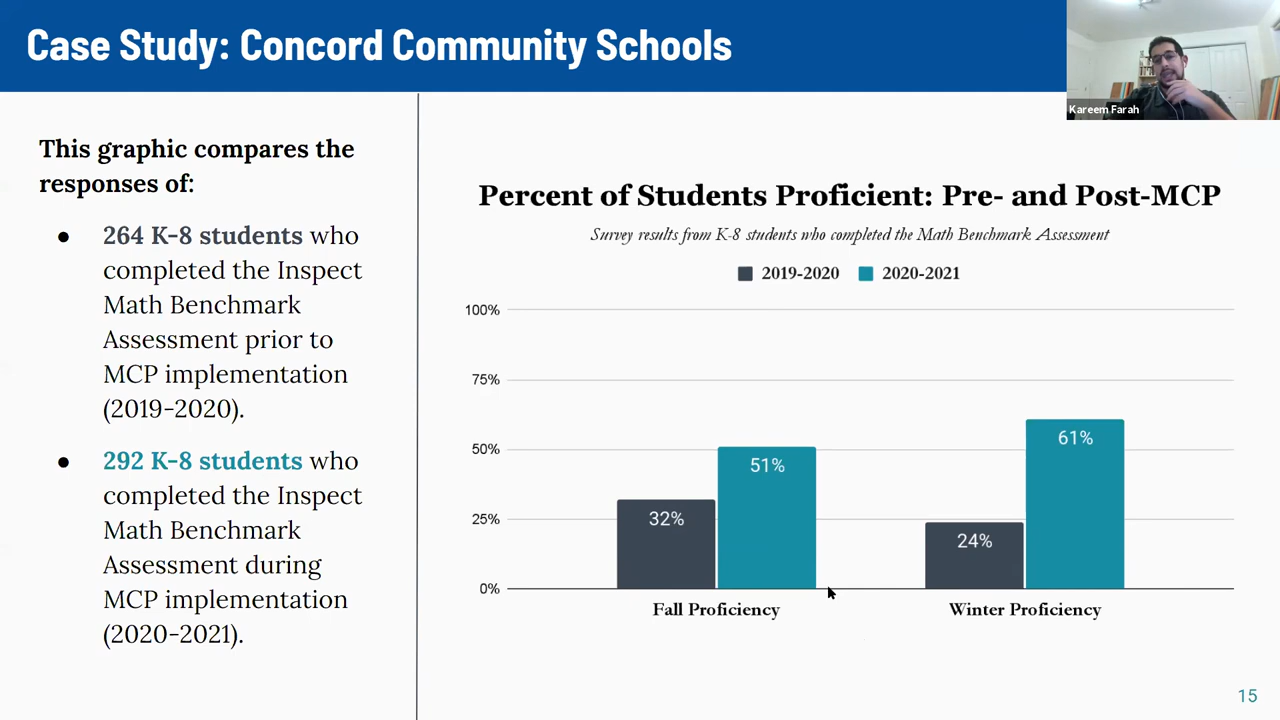 Case Study: Concord Community Schools
Kareem Farah
This graphic compares the
responses of:
● 264 K-8 students who
completed the Inspect
Math Benchmark
Assessment prior to
MCP implementation
(2019-2020).
● 292 K-8 students who
completed the Inspect
Math Benchmark
Assessment during
MCP implementation
(2020-2021).
Percent of Students Proficient: Pre- and Post-MCP
Survey results from K-8 students who completed the Math Benchmark Assessment
2019-2020 2020-2021
100%
75%
50%
25%
0%
32%
51%
24%
61%
Fall Proficiency
Winter Proficiency
15